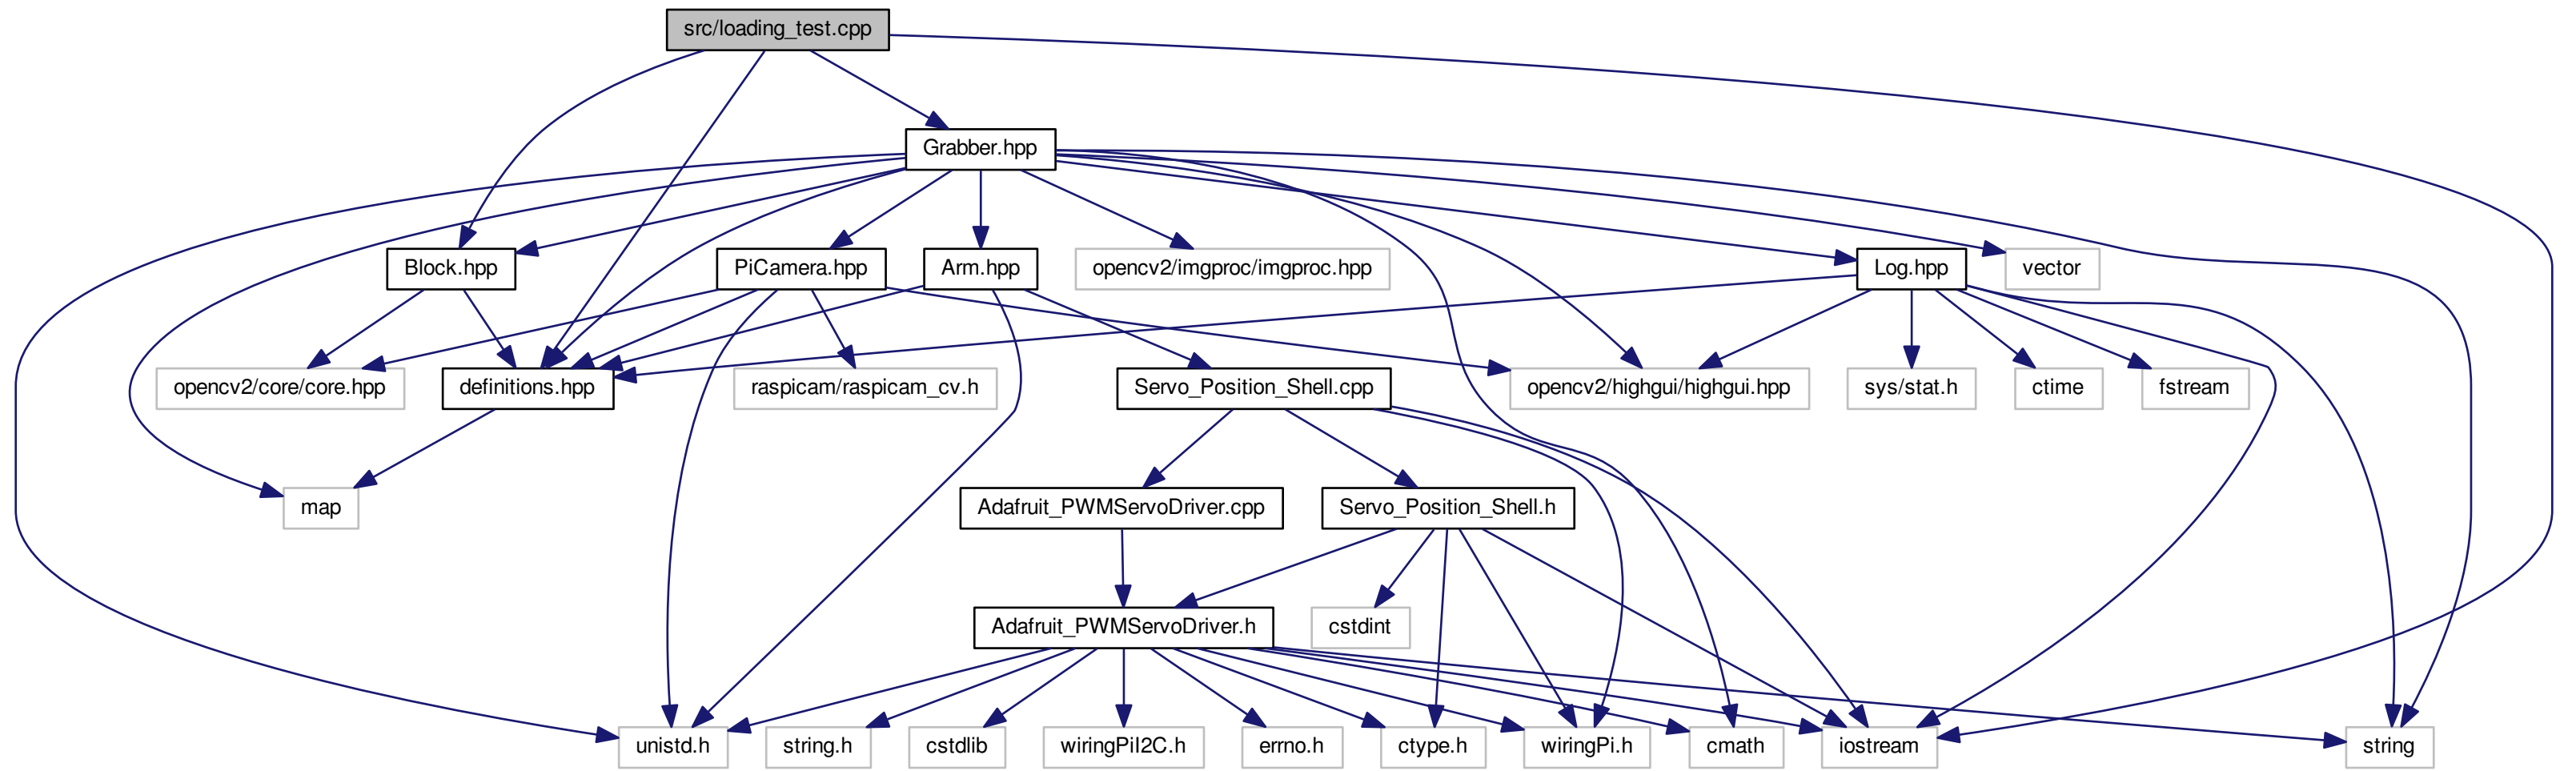 src/loading_test.cpp
Grabber.hpp
Block.hpp
PiCamera.hpp
Arm.hpp
opencv2/imgproc/imgproc.hpp
Log.hpp
vector
opencv2/core/core.hpp
definitions.hpp
raspicam/raspicam_cv.h
Servo_Position_Shell.cpp
opencv2/highgui/highgui.hpp
sys/stat.h
ctime
fstream
map
Adafruit_PWMServoDriver.cpp
Servo_Position_Shell.h
Adafruit_PWMServoDriver.h
cstdint
unistd.h
string.h
cstdlib
wiringPiI2C.h
errno.h
ctype.h
wiringPi.h
cmath
iostream
string